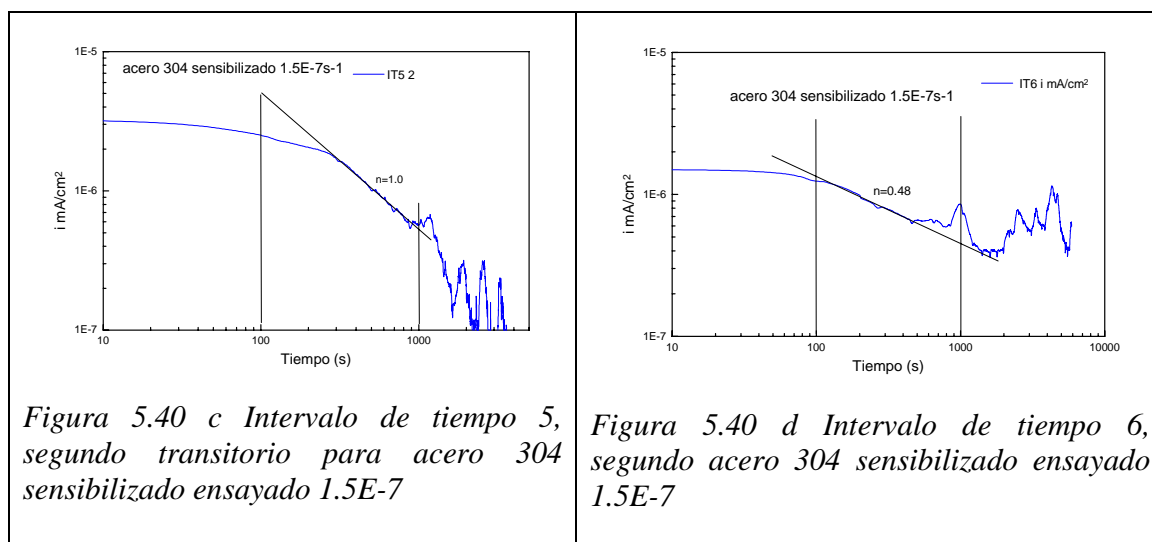 1E-5
acero 304 sensibilizado 1.5E-7s-1
IT5 2
i mA/cm²
1E-6
n=1.0
1E-7
10
100
1000
Tiempo (s)
Figura 5.40 c Intervalo de tiempo 5,
segundo transitorio para acero 304
sensibilizado ensayado 1.5E-7
1E-5
IT6 i mA/cm²
acero 304 sensibilizado 1.5E-7s-1
i mA/cm²
1E-6
n=0.48
1E-7
10
100
1000
10000
Tiempo (s)
Figura 5.40 d Intervalo de tiempo 6,
segundo acero 304 sensibilizado ensayado
1.5E-7